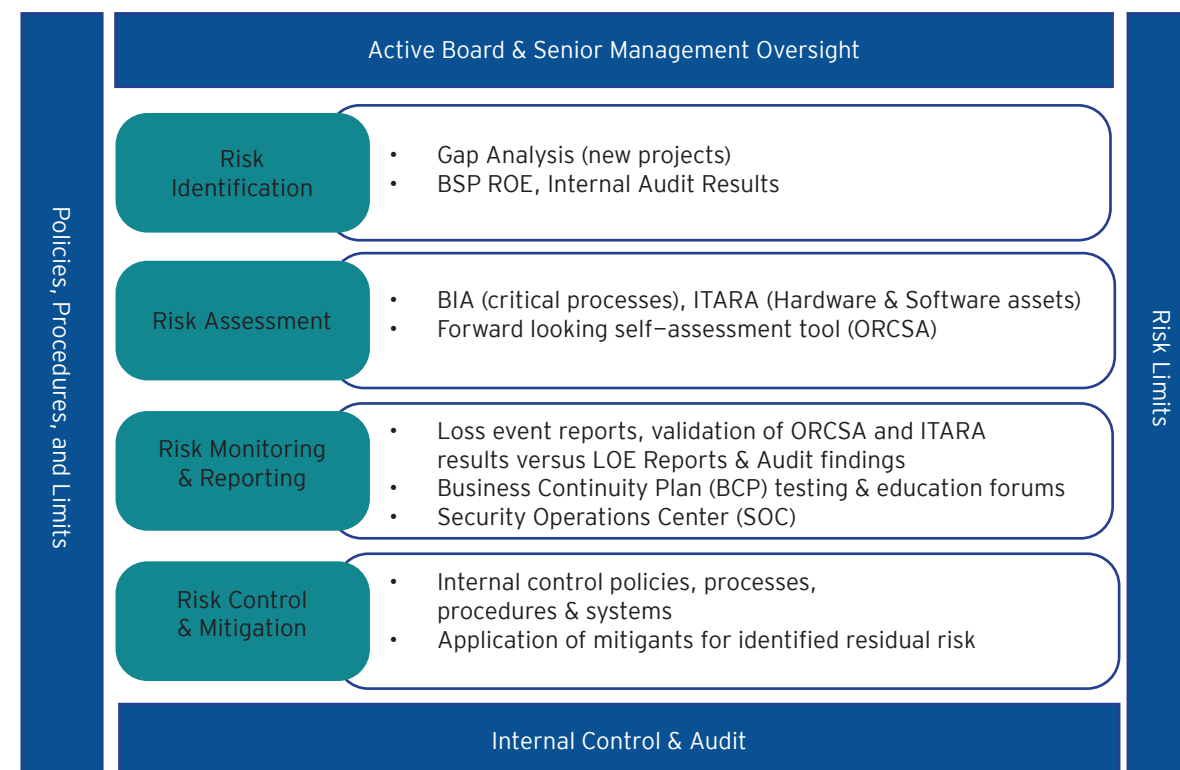 Active Board & Senior Management Oversight
Policies, Procedures, and Limits
Risk
Identification
• Gap Analysis (new projects)
• BSP ROE, Internal Audit Results
Risk Assessment
• BIA (critical processes), ITARA (Hardware & Software assets)
• Forward looking self–assessment tool (ORCSA)
Risk Monitoring
& Reporting
• Loss event reports, validation of ORCSA and ITARA
results versus LOE Reports & Audit findings
• Business Continuity Plan (BCP) testing & education forums
• Security Operations Center (SOC)
Risk Control
& Mitigation
• Internal control policies, processes,
procedures & systems
• Application of mitigants for identified residual risk
Risk Limits
Internal Control & Audit